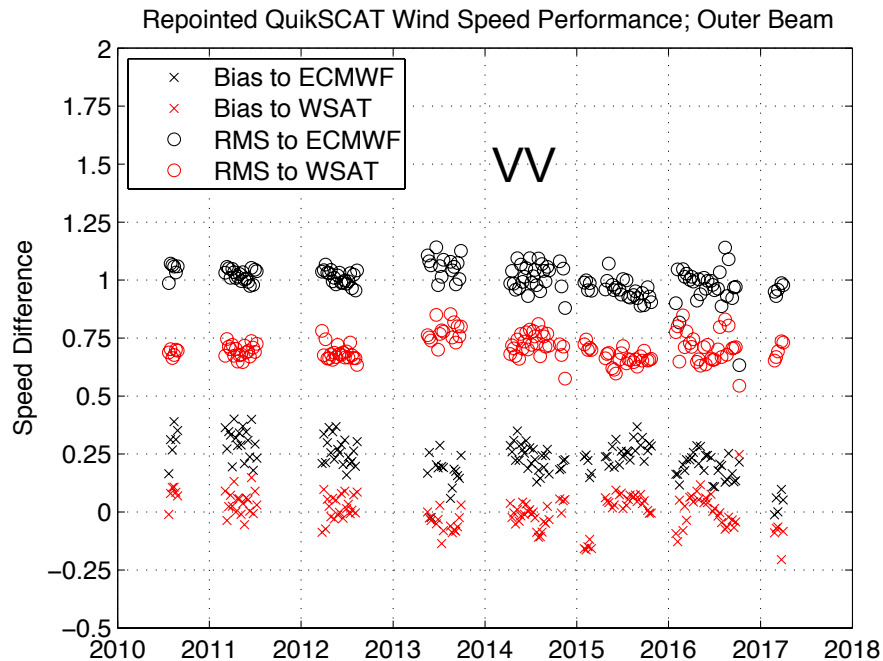 Repointed QuikSCAT Wind Speed Performance; Outer Beam
2
Bias to ECMWF
Bias to WSAT
RMS to ECMWF
RMS to WSAT
VV
1.75
1.5
1.25
1
0.75
0.5
0.25
0
−0.25
−0.5
Speed Difference
2010 2011 2012 2013 2014 2015 2016 2017 2018